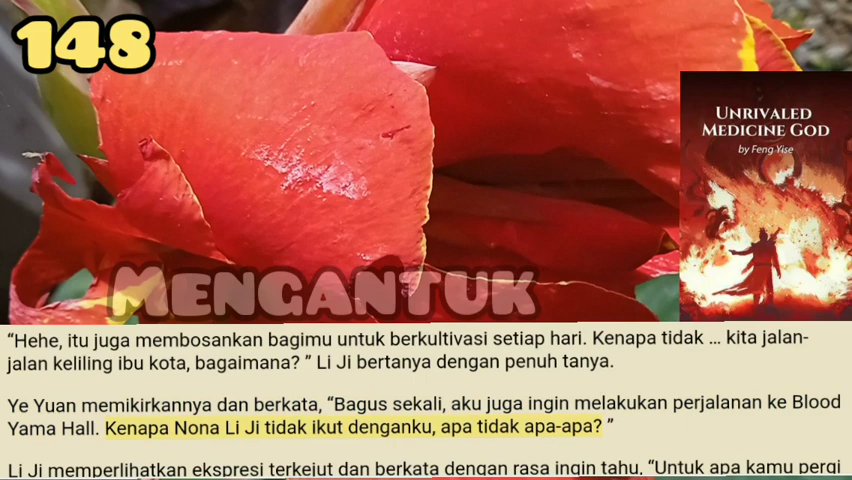 148
UNRIVALED
MEDICINE GOD
by Feng Yise
MENGANTUK
“Hehe, itu juga membosankan bagimu untuk berkultivasi setiap hari. Kenapa tidak ... kita jalan-
jalan keliling ibu kota, bagaimana? ” Li Ji bertanya dengan penuh tanya.
Ye Yuan memikirkannya dan berkata, “Bagus sekali, aku juga ingin melakukan perjalanan ke Blood
Yama Hall. Kenapa Nona Li Ji tidak ikut denganku, apa tidak apa-apa? ”
Li Ji memperlihatkan ekspresi terkejut dan berkata dengan rasa ingin tahu, “Untuk apa kamu pergi